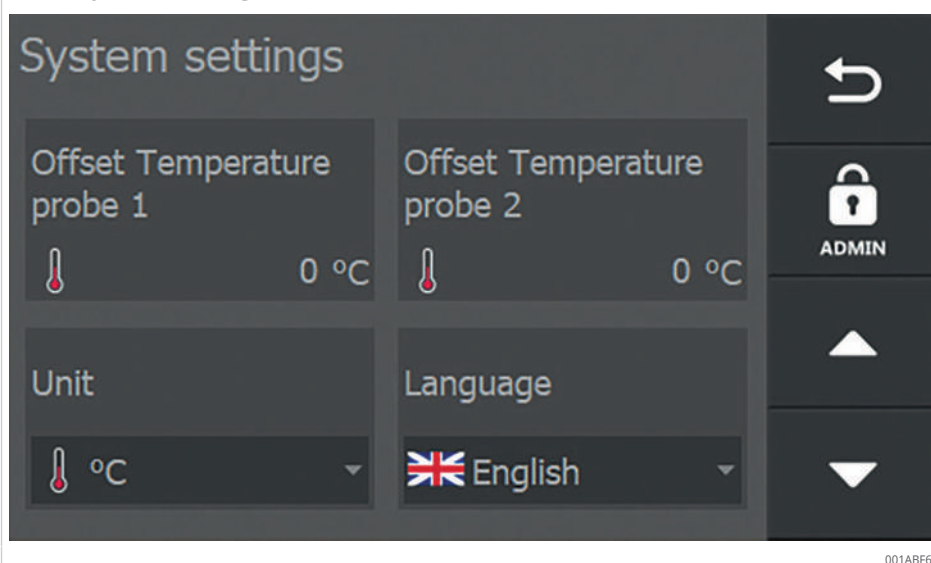 System settings
Offset Temperature
probe 1
0 °C
Offset Temperature
probe 2
0 °C
ADMIN
Unit
°C
Language
English
001ABF6